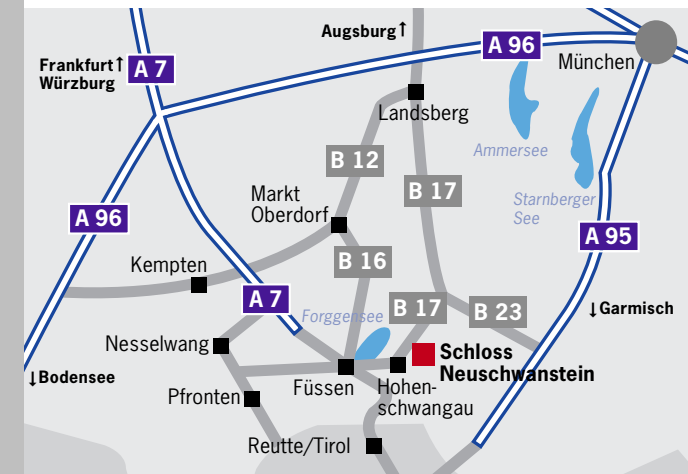 Augsburg↑
A 96
Frankfurt↑
Würzburg
A 7
München
Landsberg
Ammersee
B 12
B 17
Starnberger
See
Markt
Oberdorf
A 96
A 95
Kempten
B 16
A 7
Forggensee
B 17
B 23
↓Garmisch
Nesselwang
Schloss
Neuschwanstein
↓Bodensee
Füssen
Hohen-
schwangau
Pfronten
Reutte/Tirol